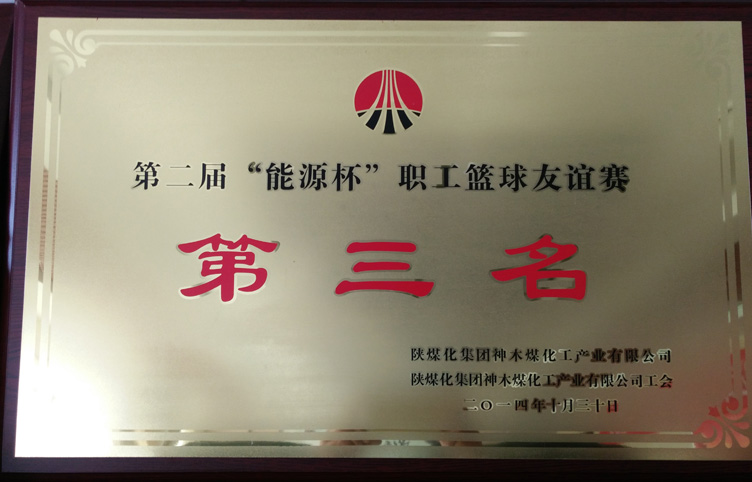 第二届“能源杯”职工篮球友谊赛
第三名
陕煤化集团神木煤化工产业有限公司
陕煤化集团神木煤化工产业有限公司工会
二〇一四年十月三十日